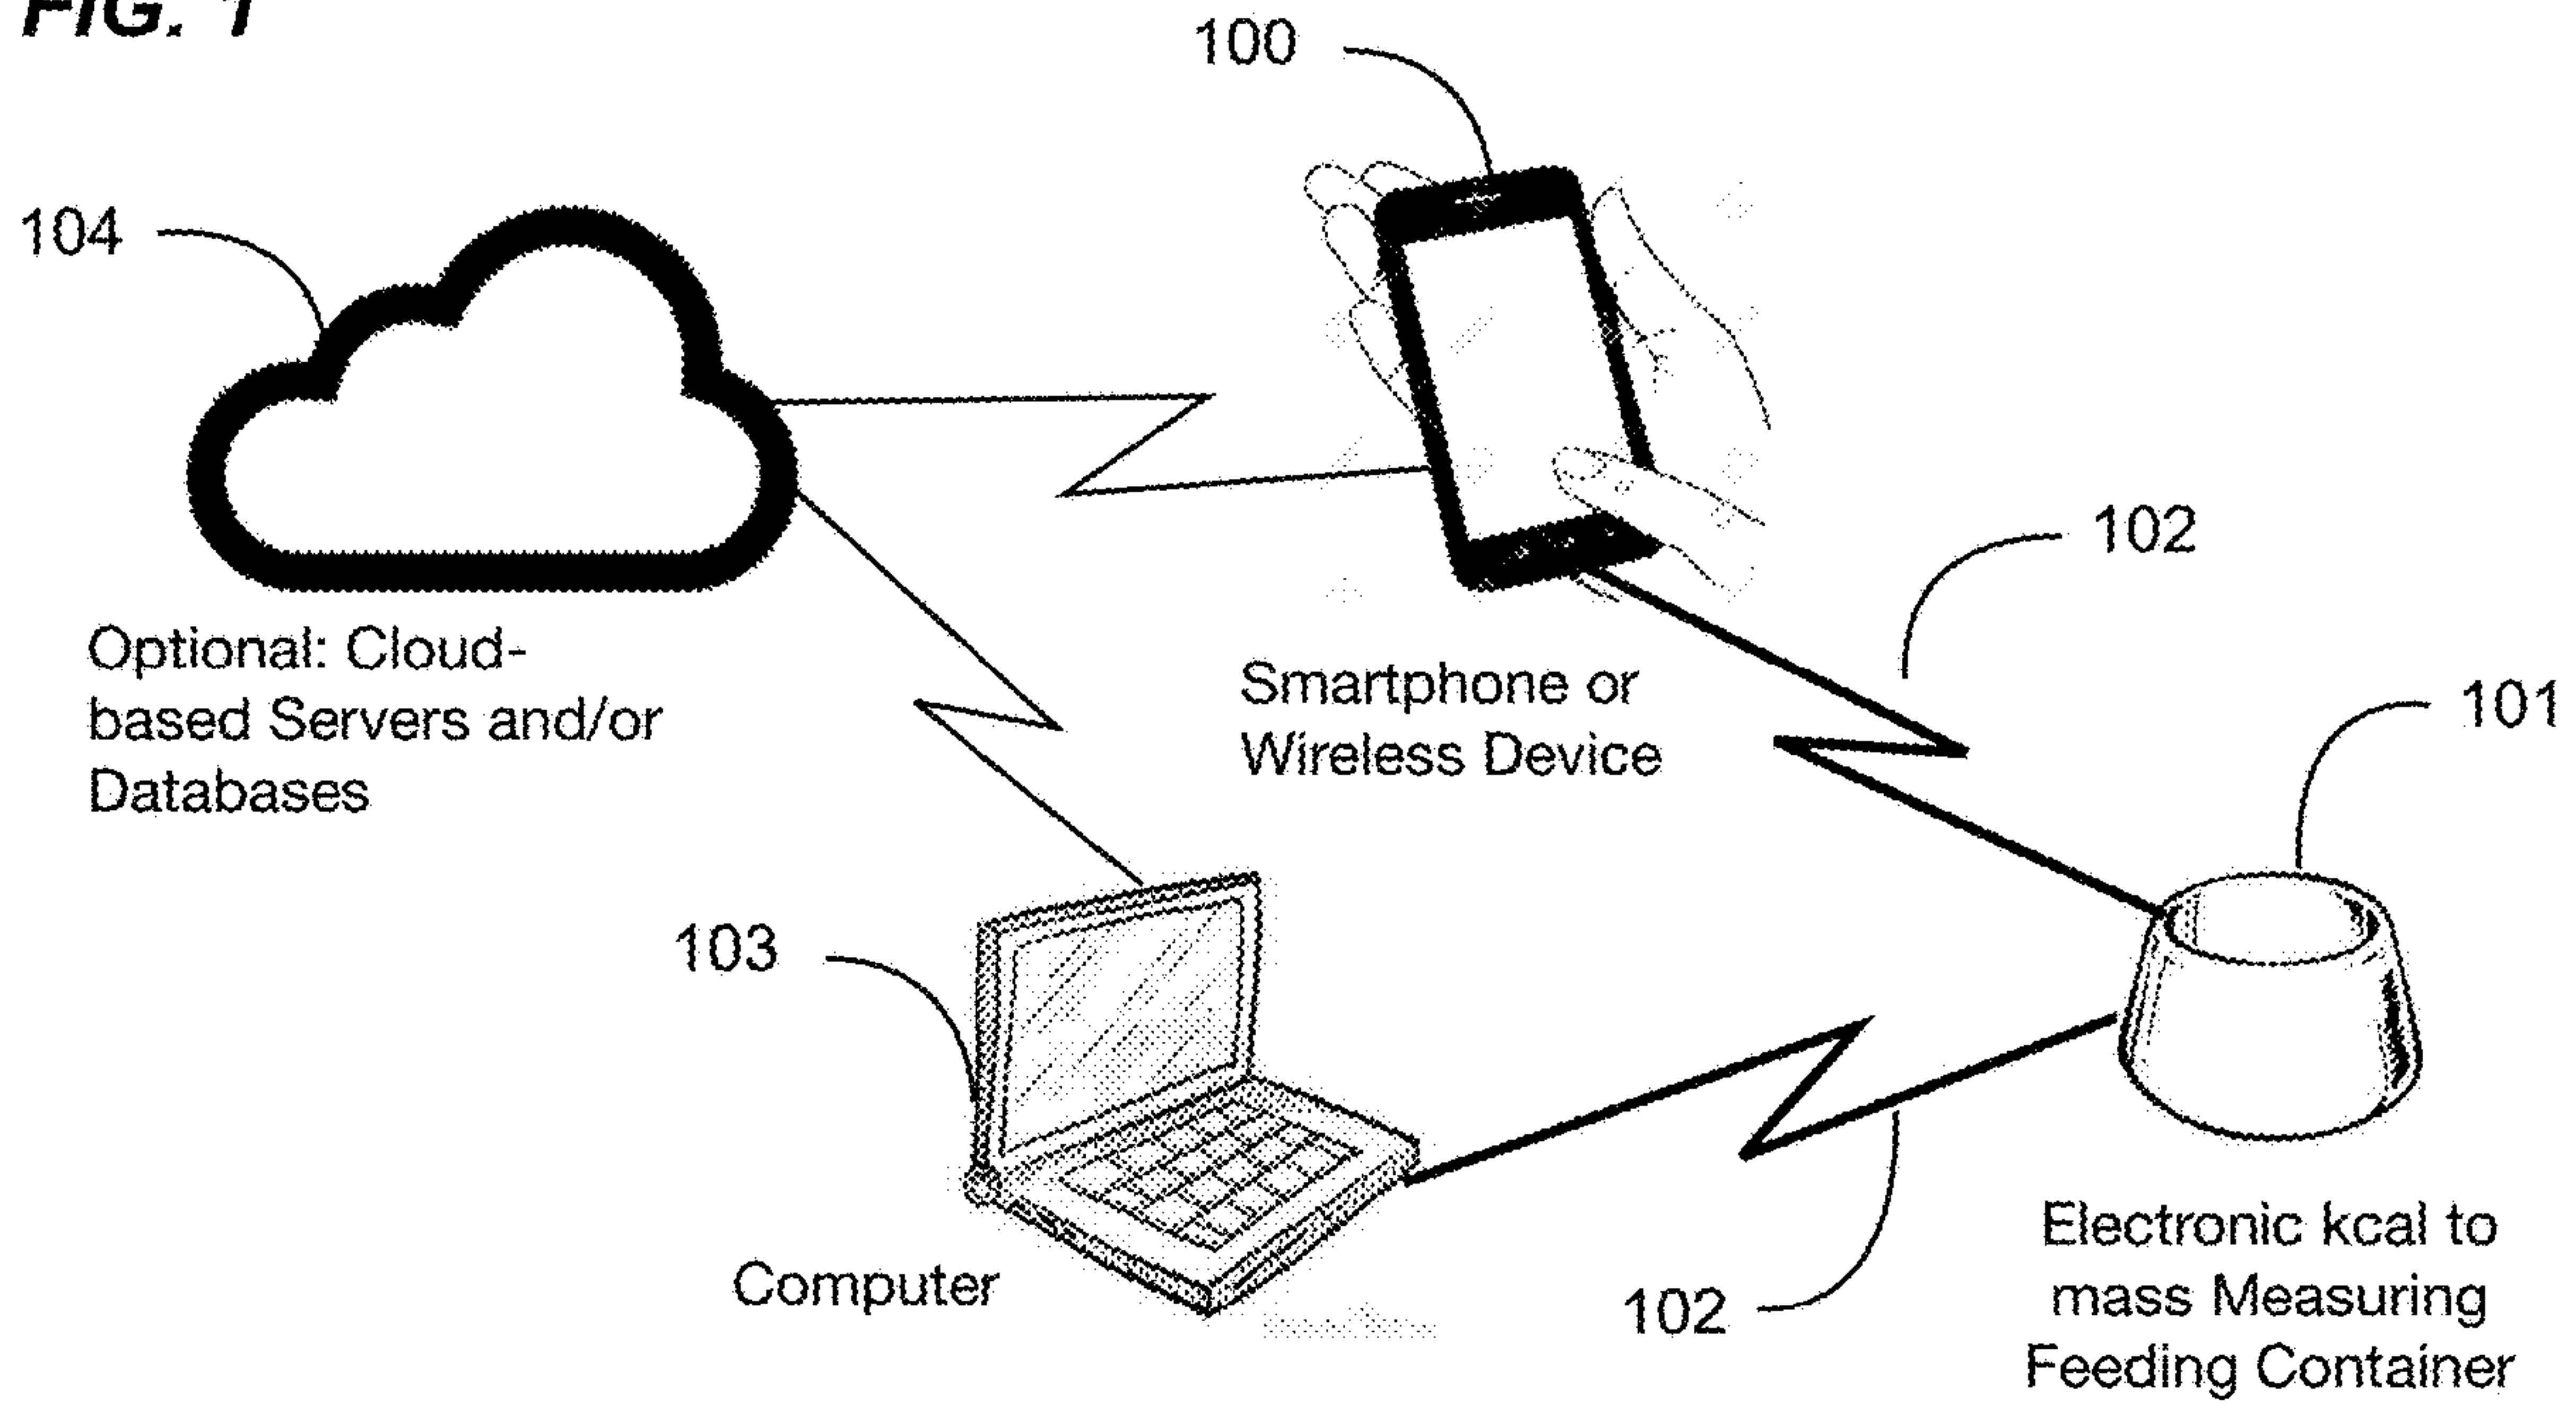 FIG. 1
100
104
102
Optional: Cloud-
based Servers and/or
Databases
Smartphone or
Wireless Device
101
103
Computer
102
Electronic kcal to
mass Measuring
Feeding Container